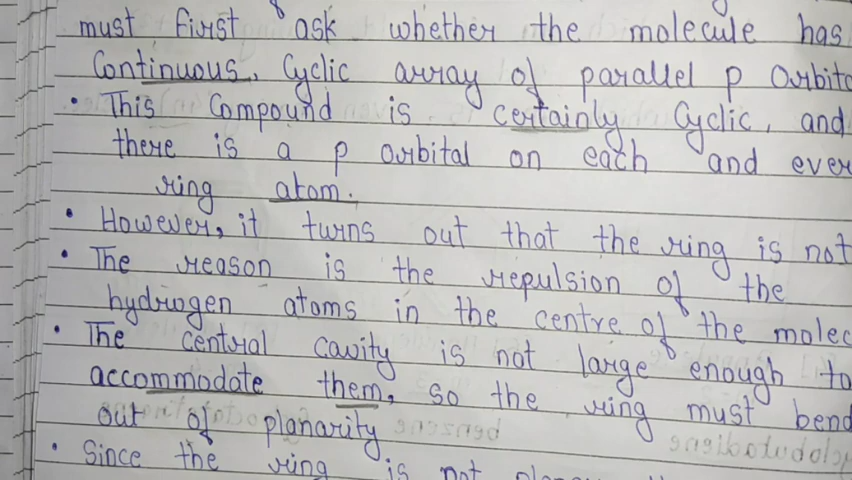 must first ask whether the molecule has
Continuous, Cyclic array of parallel p
• This Compound is certainly Cyclic, and
there is a p orbital on each and
ring atom.
• However, it turns out that the ring is not
• The reason is the repulsion of the
hydrogen atoms in the centre of the
• The central cavity is not large enough to
accommodate them, so the ring must bend
out of planarity
• Since the ring is not